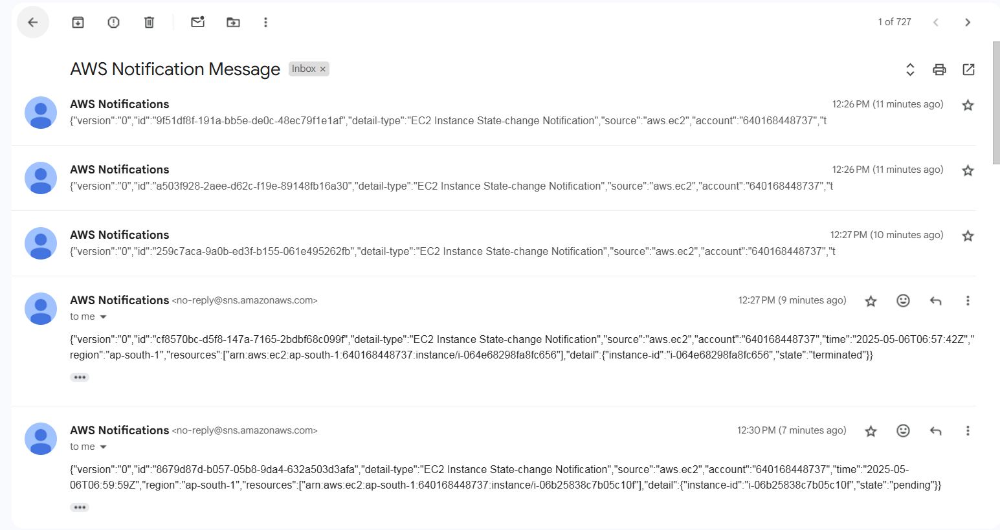 1 of 727
AWS Notification Message Inbox ×
AWS Notifications 12:26 PM (11 minutes ago)
{"version":"0","id":"9f51df8f-191a-bb5e-de0c-48ec79f1e1af","detail-type":"EC2 Instance State-change Notification","source":"aws.ec2","account":"640168448737","t
AWS Notifications 12:26 PM (11 minutes ago)
{"version":"0","id":"a503f928-2aee-d62c-f19e-89148fb16a30","detail-type":"EC2 Instance State-change Notification","source":"aws.ec2","account":"640168448737","t
AWS Notifications 12:27 PM (10 minutes ago)
{"version":"0","id":"259c7aca-9a0b-ed3f-b155-061e495262fb","detail-type":"EC2 Instance State-change Notification","source":"aws.ec2","account":"640168448737","t
AWS Notifications <no-reply@sns.amazonaws.com> 12:27 PM (9 minutes ago)
to me
{"version":"0","id":"cf8570bc-d5f8-147a-7165-2bdbf68c099f","detail-type":"EC2 Instance State-change Notification","source":"aws.ec2","account":"640168448737","time":"2025-05-06T06:57:42Z","
region":"ap-south-1","resources":["arn:aws:ec2:ap-south-1:640168448737:instance/i-064e68298fa8fc656"],"detail":{"instance-id":"i-064e68298fa8fc656","state":"terminated"}}
AWS Notifications <no-reply@sns.amazonaws.com> 12:30 PM (7 minutes ago)
to me
{"version":"0","id":"8679d87d-b057-05b8-9da4-632a503d3afa","detail-type":"EC2 Instance State-change Notification","source":"aws.ec2","account":"640168448737","time":"2025-05-
06T06:59:59Z","region":"ap-south-1","resources":["arn:aws:ec2:ap-south-1:640168448737:instance/i-06b25838c7b05c10f"],"detail":{"instance-id":"i-06b25838c7b05c10f","state":"pending"}}